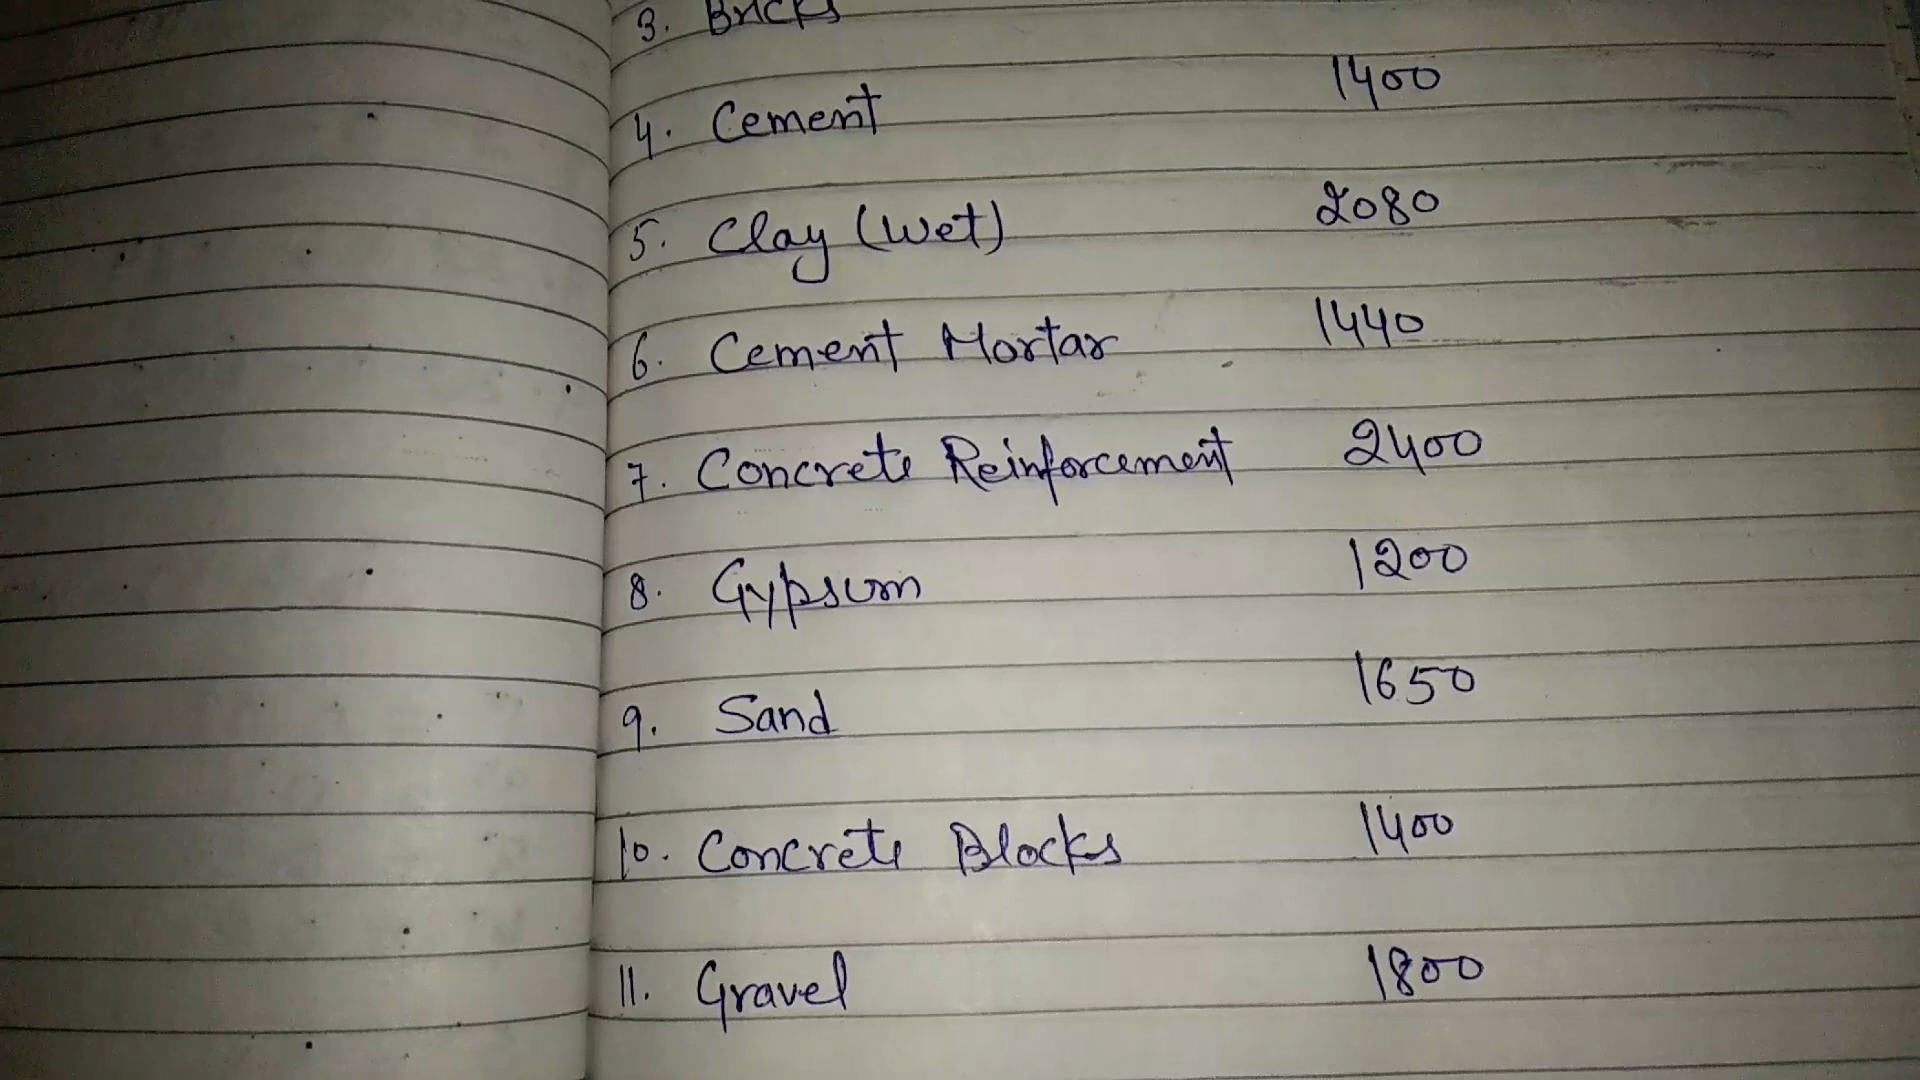 3. Bricks
4. Cement 1400
5. Clay (Wet) 2080
6. Cement Mortar 1440
7. Concrete Reinforcement 2400
8. Gypsum 1200
9. Sand 1650
10. Concrete Blocks 1400
11. Gravel 1800